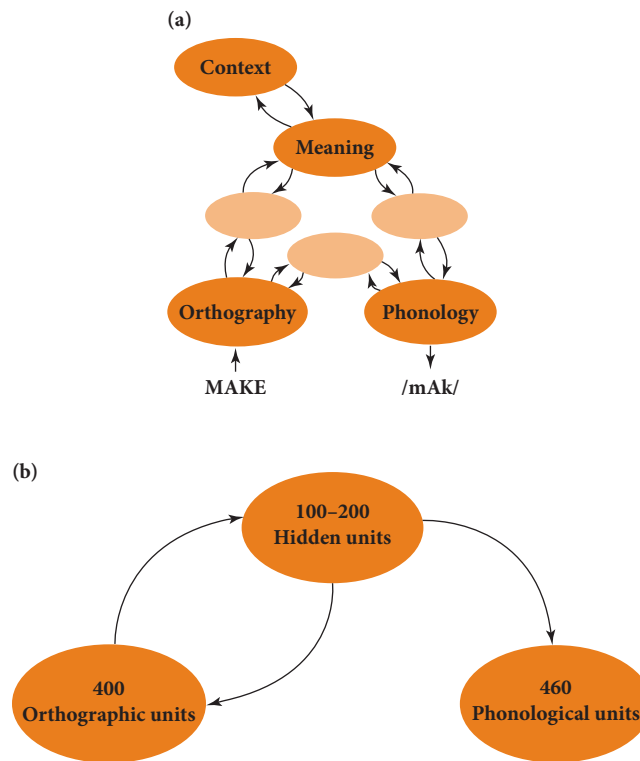 (a)
Context
Meaning
Orthography
Phonology
MAKE
/mAk/
(b)
100–200
Hidden units
400
Orthographic units
460
Phonological units